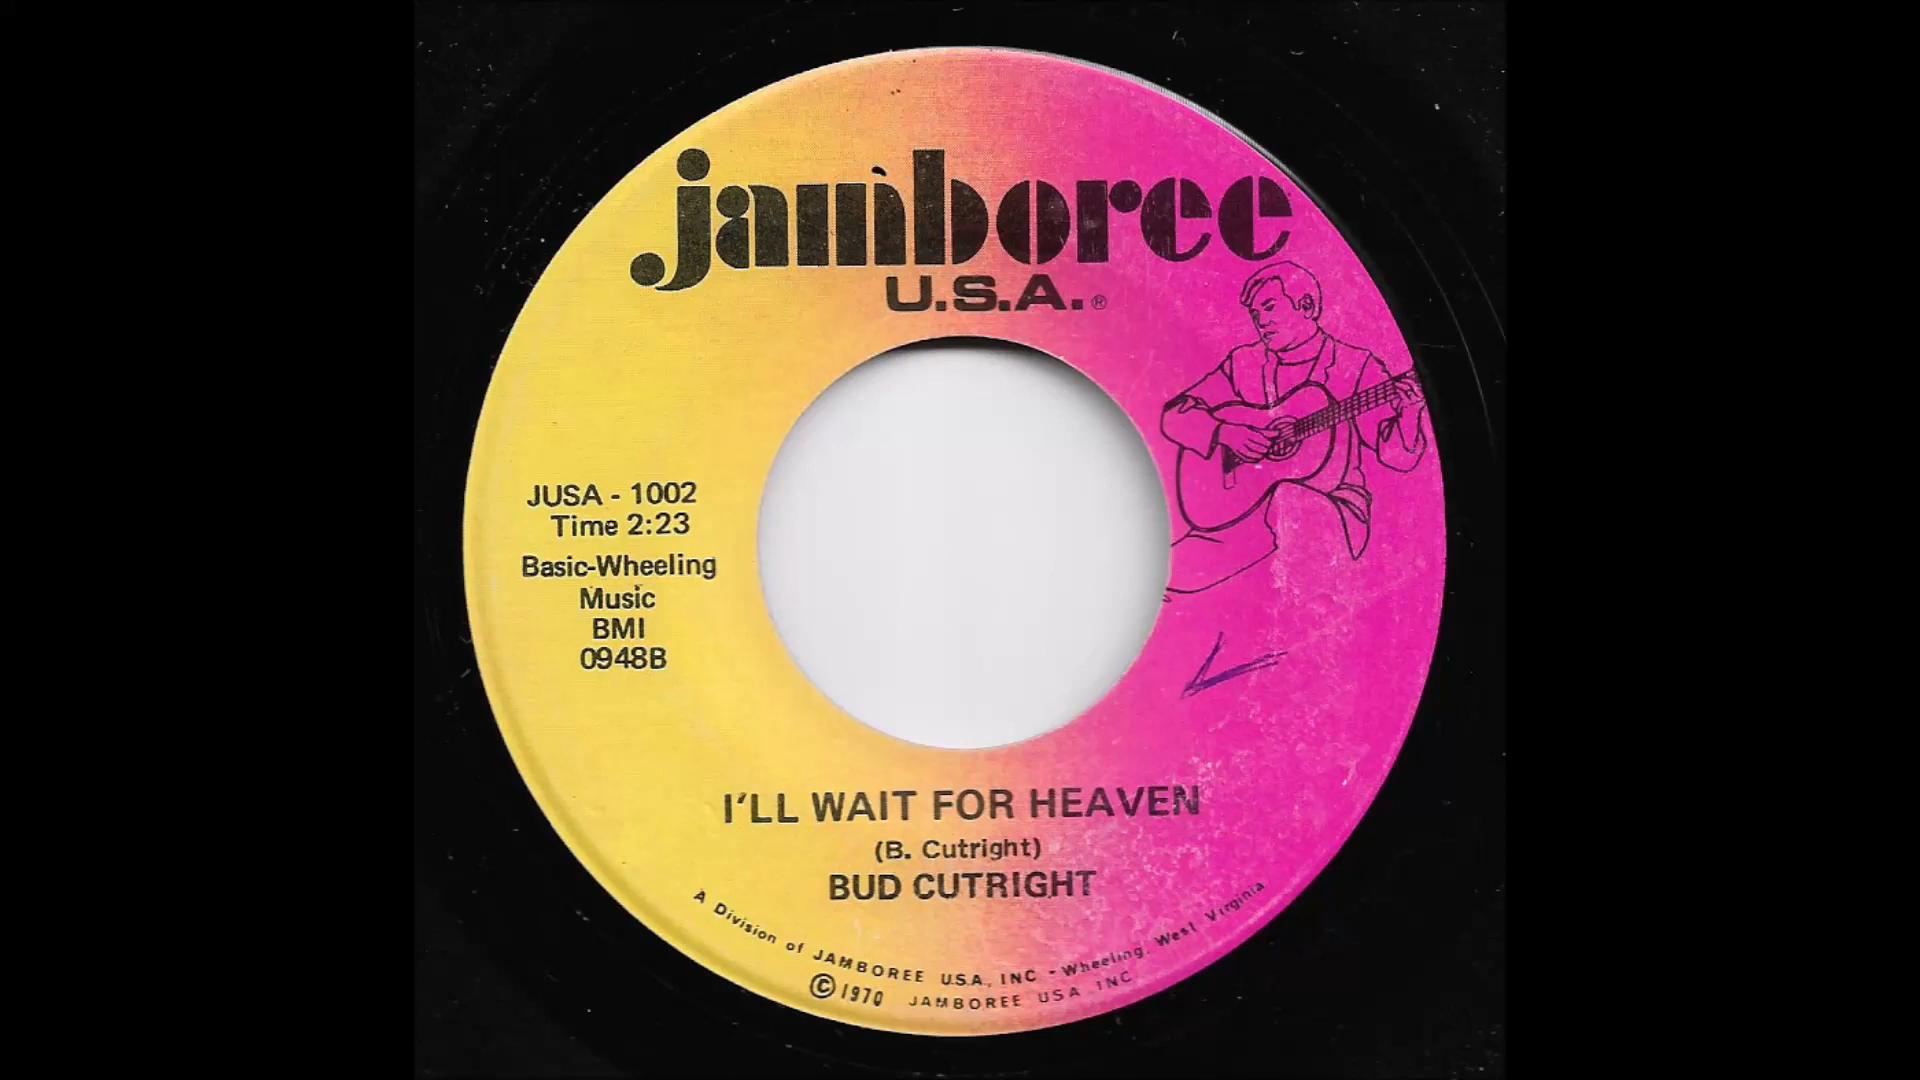 jamboree
U.S.A.®
JUSA - 1002
Time 2:23
Basic-Wheeling
Music
BMI
0948B
I'LL WAIT FOR HEAVEN
(B. Cutright)
BUD CUTRIGHT
A Division of JAMBOREE U.S.A., INC - Wheeling, West Virginia
©1970 JAMBOREE USA INC.